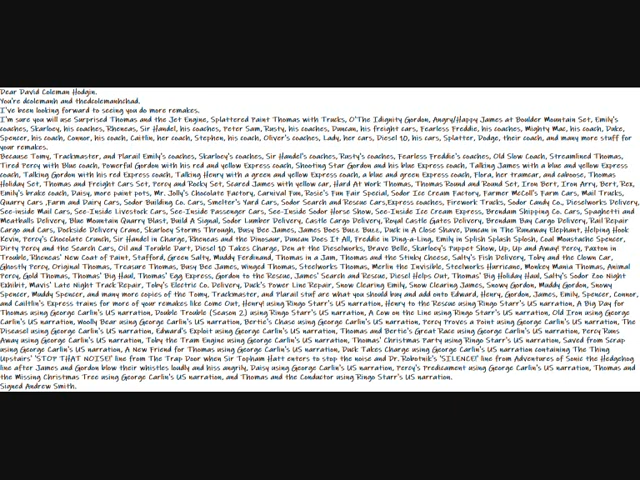 Dear David Coleman Hodgin.
You're dcolemanh and thedcolemanhchad.
I've been looking forward to seeing you do more remakes.
I'm sure you will use Surprised Thomas and the Jet Engine, Splattered Paint Thomas with Trucks, O'The Idignity Gordon, Angry/Happy James at Boulder Mountain Set, Emily's
coaches, Skarloey, his coaches, Rheneas, Sir Handel, his coaches, Peter Sam, Rusty, his coaches, Duncan, his freight cars, Fearless Freddie, his coaches, Mighty Mac, his coach, Duke,
Spencer, his coach, Connor, his coach, Caitlin, her coach, Stephen, his coach, Oliver's coaches, Lady, her cars, Diesel 10, his cars, Splatter, Dodge, their coach, and many more stuff for
your remakes.
Because Tomy, Trackmaster, and Plarail Emily's coaches, Skarloey's coaches, Sir Handel's coaches, Rusty's coaches, Fearless Freddie's coaches, Old Slow Coach, Streamlined Thomas,
Tired Percy with Blue coach, Powerful Gordon with his red and yellow Express coach, Shooting Star Gordon and his blue Express coach, Talking James with a blue and yellow Express
coach, Talking Gordon with his red Express coach, Talking Henry with a green and yellow Express coach, a blue and green Express coach, Flora, her tramcar, and caboose, Thomas
Holiday Set, Thomas and Freight Cars Set, Percy and Rocky Set, Scared James with yellow car, Hard At Work Thomas, Thomas Round and Round Set, Iron Bert, Iron Arry, Bert, Rex,
Emily's brake coach, Daisy, more paint pots, Mr. Jolly's Chocolate Factory, Carnival Fun, Rosie's Fun Fair Special, Sodor Ice Cream Factory, Farmer McColl's Farm Cars, Mail Trucks,
Quarry Cars ,Farm and Dairy Cars, Sodor Building Co. Cars, Smelter's Yard Cars, Sodor Search and Rescue Cars,Express coaches, Firework Trucks, Sodor Candy Co., Dieselworks Delivery,
See-inside Mail Cars, See-Inside Livestock Cars, See-Inside Passenger Cars, See-Inside Sodor Horse Show, See-Inside Ice Cream Express, Brendam Shipping Co. Cars, Spaghetti and
Meatballs Delivery, Blue Mountain Quarry Blast, Build A Signal, Sodor Lumber Delivery, Castle Cargo Delivery, Royal Castle Gates Delivery, Brendam Bay Cargo Delivery, Rail Repair
Cargo and Cars, Dockside Delivery Crane, Skarloey Storms Through, Busy Bee James, James Goes Buzz Buzz, Duck in A Close Shave, Duncan in The Runaway Elephant, Helping Hook
Kevin, Percy's Chocolate Crunch, Sir Handel in Charge, Rheneas and the Dinosaur, Duncan Does It All, Freddie in Ding-a-Ling, Emily in Splish Splash Splosh, Coal Moustache Spencer,
Dirty Percy and the Search Cars, Oil and Torible Dart, Diesel 10 Takes Charge, Den at the Dieselworks, Brave Belle, Skarloey's Puppet Show, Up, Up and Away! Percy, Paxton in
Trouble, Rheneas' New Coat of Paint, Stafford, Green Salty, Muddy Ferdinand, Thomas in a Jam, Thomas and the Stinky Cheese, Salty's Fish Delivery, Toby and the Clown Car,
Ghostly Percy, Original Thomas, Treasure Thomas, Busy Bee James, Winged Thomas, Steelworks Thomas, Merlin the Invisible, Steelworks Hurricane, Monkey Mania Thomas, Animal
Percy, Gold Thomas, Thomas' Big Haul, Thomas' Egg Express, Gordon to the Rescue, James' Search and Rescue, Diesel Helps Out, Thomas' Big Holiday Haul, Salty's Sodor Zoo Night
Exhibit, Mavis' Late Night Track Repair, Toby's Electric Co. Delivery, Duck's Power Line Repair, Snow Clearing Emily, Snow Clearing James, Snowy Gordon, Muddy Gordon, Snowy
Spencer, Muddy Spencer, and many more copies of the Tomy, Trackmaster, and Plarail stuf are what you should buy and add onto Edward, Henry, Gordon, James, Emily, Spencer, Connor,
and Caitltin's Express trains for more of your remakes like Come Out, Henry! using Ringo Starr's US narration, Henry to the Rescue using Ringo Starr's US narration, A Big Day for
Thomas using George Carlin's US narration, Double Trouble (Season 2) using Ringo Starr's US narration, A Cow on the Line using Ringo Starr's US narration, Old Iron using George
Carlin's US narration, Woolly Bear using George Carlin's US narration, Bertie's Chase using George Carlin's US narration, Percy Proves a Point using George Carlin's US narration, The
Diseasel using George Carlin's US narration, Edward's Exploit using George Carlin's US narration, Thomas and Bertie's Great Race using George Carlin's US narration, Percy Runs
Away using George Carlin's US narration, Toby the Tram Engine using George Carlin's US narration, Thomas' Christmas Party using Ringo Starr's US narration, Saved from Scrap
using George Carlin's US narration, A New Friend for Thomas using George Carlin's US narration, Duck Takes Charge using George Carlin's US narration containing The Thing
Upstairs' 'STOP THAT NOISE!' line from The Trap Door when Sir Topham Hatt enters to stop the noise and Dr. Robotnik's 'SILENCE!' line from Adventures of Sonic the Hedgehog
line after James and Gordon blow their whistles loudly and hiss angrily, Daisy using George Carlin's US narration, Percy's Predicament using George Carlin's US narration, Thomas and
the Missing Christmas Tree using George Carlin's US narration, and Thomas and the Conductor using Ringo Starr's US narration.
Signed Andrew Smith.